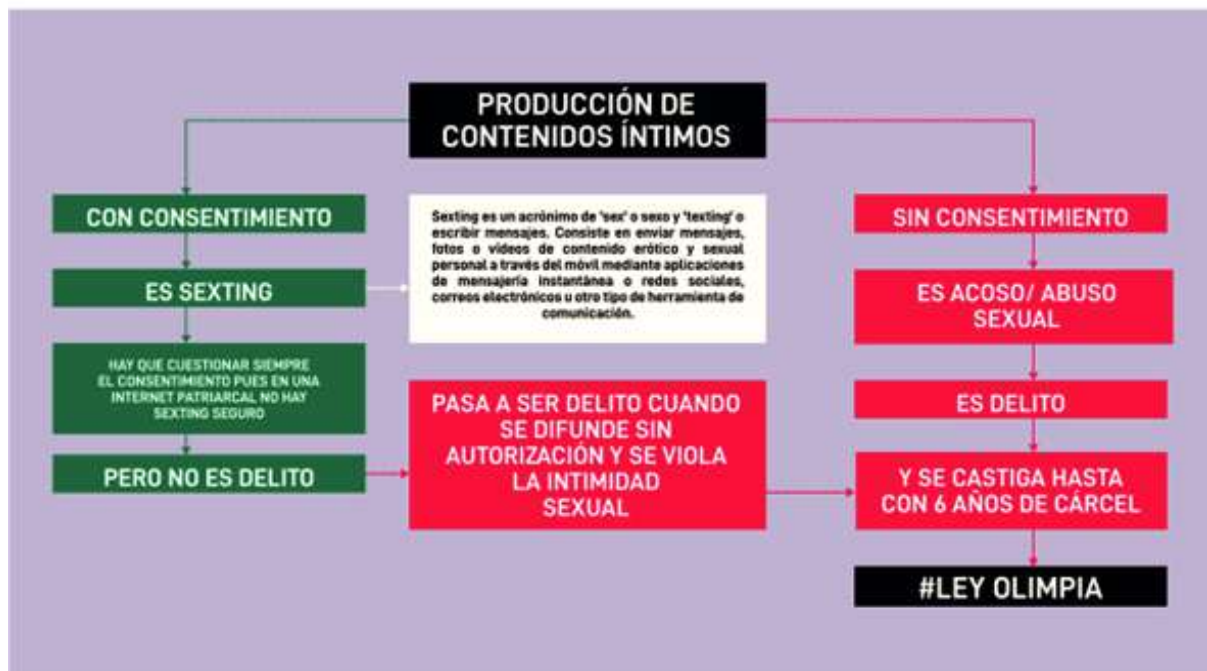 PRODUCCIÓN DE
CONTENIDOS ÍNTIMOS
CON CONSENTIMIENTO
ES SEXTING
HAY QUE CUESTIONAR SIEMPRE
EL CONSENTIMIENTO PUES EN UNA
INTERNET PATRIARCAL NO HAY
SEXTING SEGURO
PERO NO ES DELITO
Sexting es un acrónimo de 'sex' o sexo y 'texting' o
escribir mensajes. Consiste en enviar mensajes,
fotos o vídeos de contenido erótico y sexual
personal a través del móvil mediante aplicaciones
de mensajería instantánea o redes sociales,
correos electrónicos u otro tipo de herramienta de
comunicación.
PASA A SER DELITO CUANDO
SE DIFUNDE SIN
AUTORIZACIÓN Y SE VIOLA
LA INTIMIDAD
SEXUAL
SIN CONSENTIMIENTO
ES ACOSO/ ABUSO
SEXUAL
ES DELITO
Y SE CASTIGA HASTA
CON 6 AÑOS DE CÁRCEL
#LEY OLIMPIA